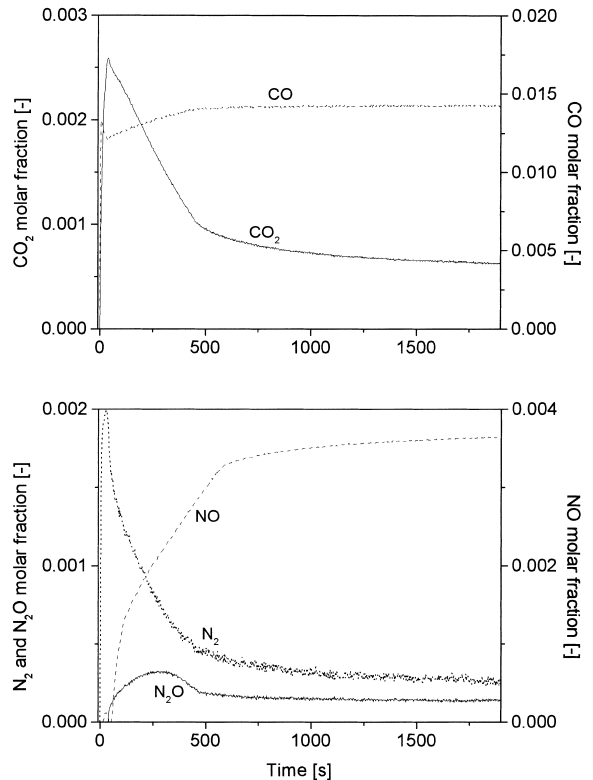 0.003
0.002
0.001
0.000
CO₂ molar fraction [-]
0.020
0.015
0.010
0.005
0.000
CO molar fraction [-]
CO
CO₂
0
500
1000
1500
0.002
0.001
0.000
N₂ and N₂O molar fraction [-]
0.004
0.002
0.000
NO molar fraction [-]
NO
N₂
N₂O
0
500
1000
1500
Time [s]